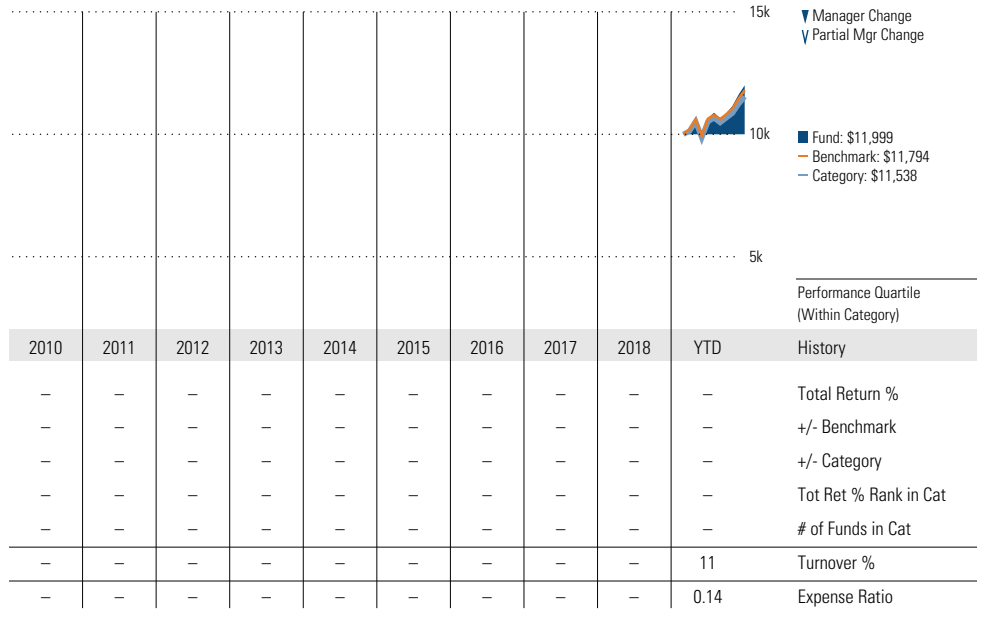 15k
Manager Change
Partial Mgr Change
10k
Fund: $11,999
Benchmark: $11,794
Category: $11,538
5k
Performance Quartile
(Within Category)
2010 2011 2012 2013 2014 2015 2016 2017 2018 YTD History
– – – – – – – – – – Total Return %
– – – – – – – – – – +/- Benchmark
– – – – – – – – – – +/- Category
– – – – – – – – – – Tot Ret % Rank in Cat
– – – – – – – – – – # of Funds in Cat
– – – – – – – – – 11 Turnover %
– – – – – – – – – 0.14 Expense Ratio